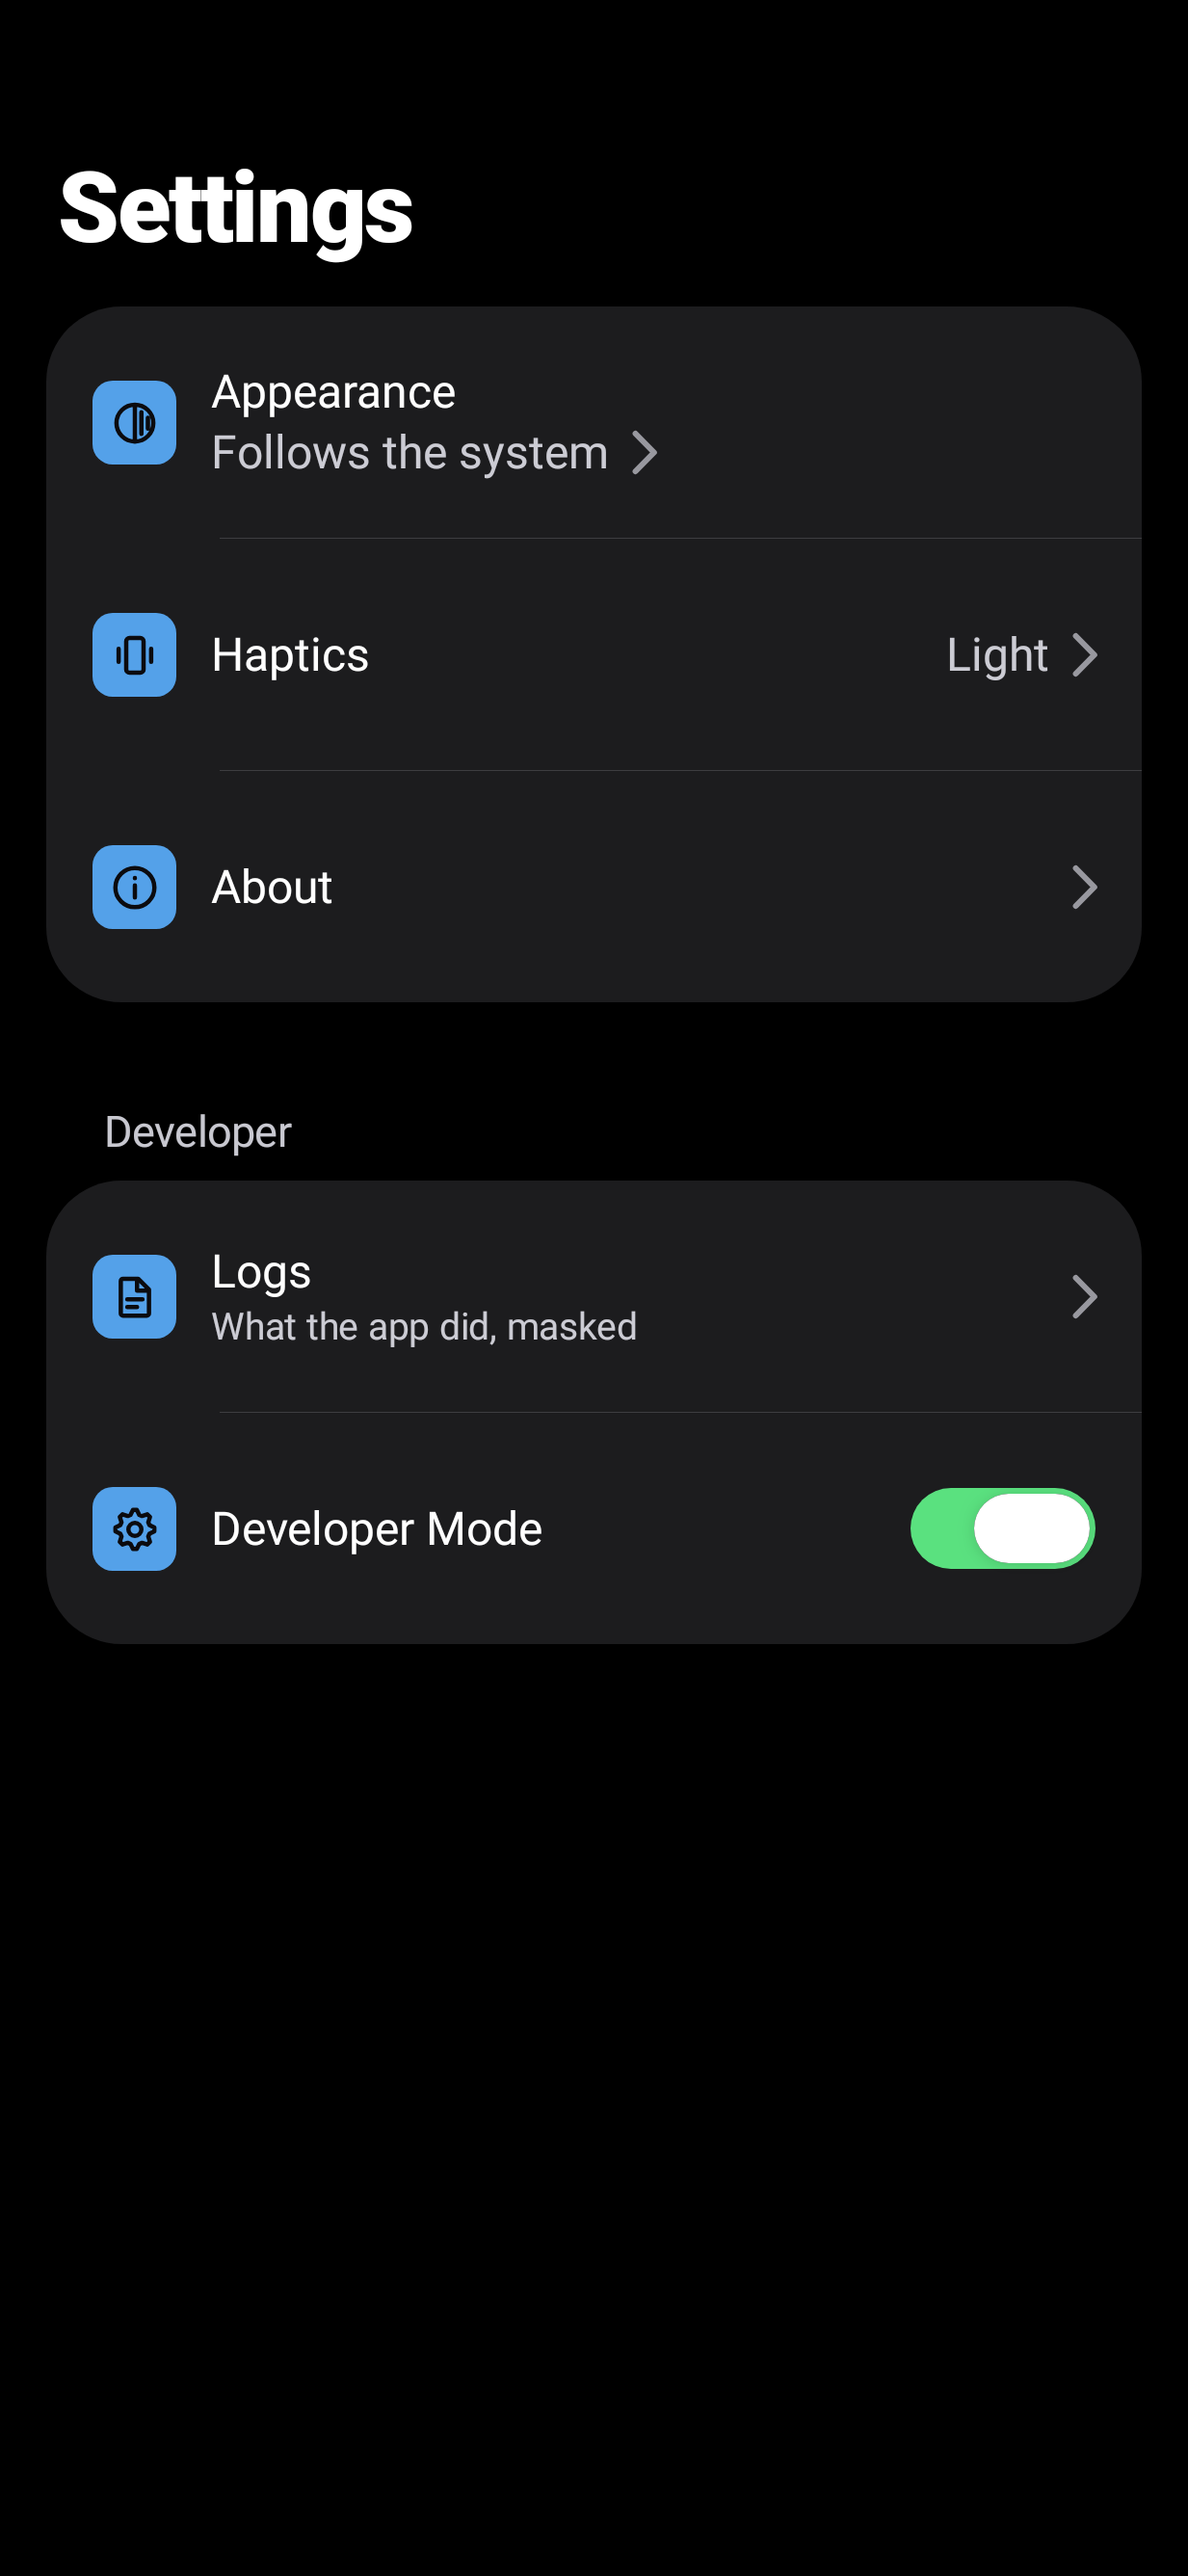 Settings
Appearance
Follows the system
Haptics
Light
About
Developer
Logs
What the app did, masked
Developer Mode